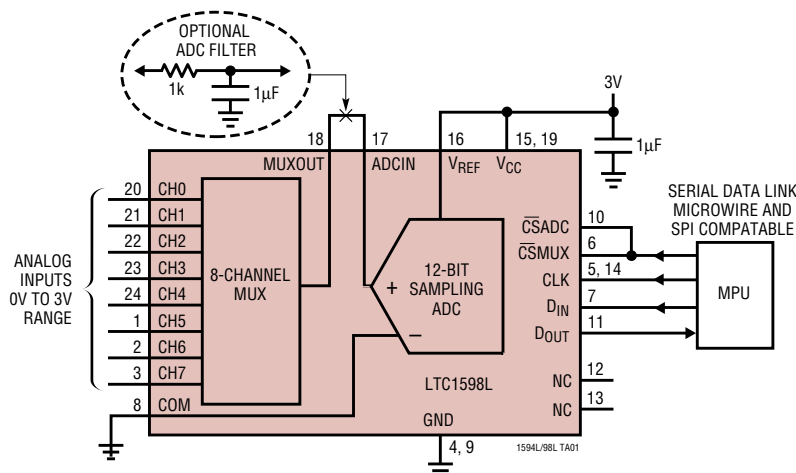 OPTIONAL
ADC FILTER
1k
1µF
3V
18
17
16
15, 19
1µF
MUXOUT
ADCIN
VREF
VCC
SERIAL DATA LINK
MICROWIRE AND
SPI COMPATABLE
ANALOG
INPUTS
0V TO 3V
RANGE
20 CH0
21 CH1
22 CH2
23 CH3
24 CH4
1 CH5
2 CH6
3 CH7
8 COM
8-CHANNEL
MUX
+
–
12-BIT
SAMPLING
ADC
CSADC 10
CSMUX 6
CLK 5, 14
DIN 7
DOUT 11
NC 12
NC 13
MPU
LTC1598L
GND
4, 9
1594L/98L TA01